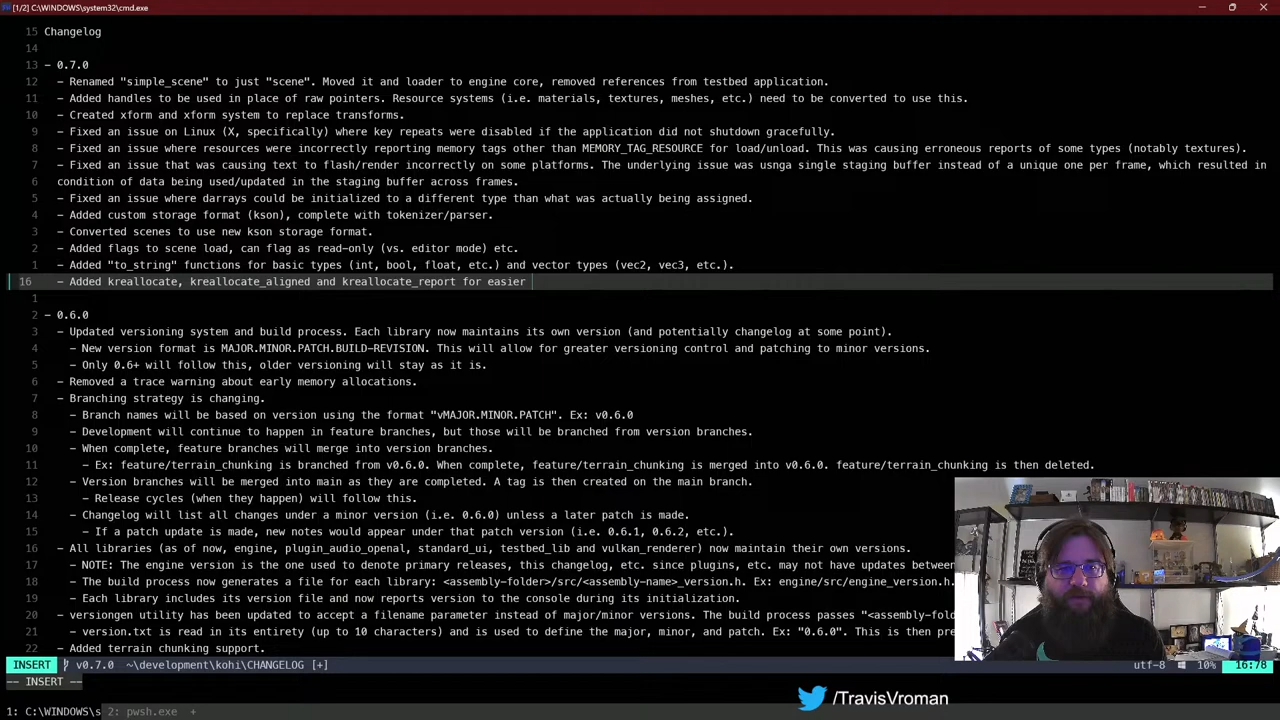 [1/2] C:\WINDOWS\system32\cmd.exe
15 Changelog
14
13 - 0.7.0
12 - Renamed "simple_scene" to just "scene". Moved it and loader to engine core, removed references from testbed application.
11 - Added handles to be used in place of raw pointers. Resource systems (i.e. materials, textures, meshes, etc.) need to be converted to use this.
10 - Created xform and xform system to replace transforms.
9 - Fixed an issue on Linux (X, specifically) where key repeats were disabled if the application did not shutdown gracefully.
8 - Fixed an issue where resources were incorrectly reporting memory tags other than MEMORY_TAG_RESOURCE for load/unload. This was causing erroneous reports of some types (notably textures).
7 - Fixed an issue that was causing text to flash/render incorrectly on some platforms. The underlying issue was usnga single staging buffer instead of a unique one per frame, which resulted in
6 condition of data being used/updated in the staging buffer across frames.
5 - Fixed an issue where darrays could be initialized to a different type than what was actually being assigned.
4 - Added custom storage format (kson), complete with tokenizer/parser.
3 - Converted scenes to use new kson storage format.
2 - Added flags to scene load, can flag as read-only (vs. editor mode) etc.
1 - Added "to_string" functions for basic types (int, bool, float, etc.) and vector types (vec2, vec3, etc.).
16 - Added kreallocate, kreallocate_aligned and kreallocate_report for easier
1
2 - 0.6.0
3 - Updated versioning system and build process. Each library now maintains its own version (and potentially changelog at some point).
4 - New version format is MAJOR.MINOR.PATCH.BUILD-REVISION. This will allow for greater versioning control and patching to minor versions.
5 - Only 0.6+ will follow this, older versioning will stay as it is.
6 - Removed a trace warning about early memory allocations.
7 - Branching strategy is changing.
8 - Branch names will be based on version using the format "vMAJOR.MINOR.PATCH". Ex: v0.6.0
9 - Development will continue to happen in feature branches, but those will be branched from version branches.
10 - When complete, feature branches will merge into version branches.
11 - Ex: feature/terrain_chunking is branched from v0.6.0. When complete, feature/terrain_chunking is merged into v0.6.0. feature/terrain_chunking is then deleted.
12 - Version branches will be merged into main as they are completed. A tag is then created on the main branch.
13 - Release cycles (when they happen) will follow this.
14 - Changelog will list all changes under a minor version (i.e. 0.6.0) unless a later patch is made.
15 - If a patch update is made, new notes would appear under that patch version (i.e. 0.6.1, 0.6.2, etc.).
16 - All libraries (as of now, engine, plugin_audio_openal, standard_ui, testbed_lib and vulkan_renderer) now maintain their own versions.
17 - NOTE: The engine version is the one used to denote primary releases, this changelog, etc. since plugins, etc. may not have updates between
18 - The build process now generates a file for each library: <assembly-folder>/src/<assembly-name>_version.h. Ex: engine/src/engine_version.h.
19 - Each library includes its version file and now reports version to the console during its initialization.
20 - versiongen utility has been updated to accept a filename parameter instead of major/minor versions. The build process passes "<assembly-fol
21 - version.txt is read in its entirety (up to 10 characters) and is used to define the major, minor, and patch. Ex: "0.6.0". This is then pre
22 - Added terrain chunking support.
INSERT v0.7.0 ~\development\kohi\CHANGELOG [+] utf-8 10% 16:78
-- INSERT --
/TravisVroman
1: C:\WINDOWS\s 2: pwsh.exe +